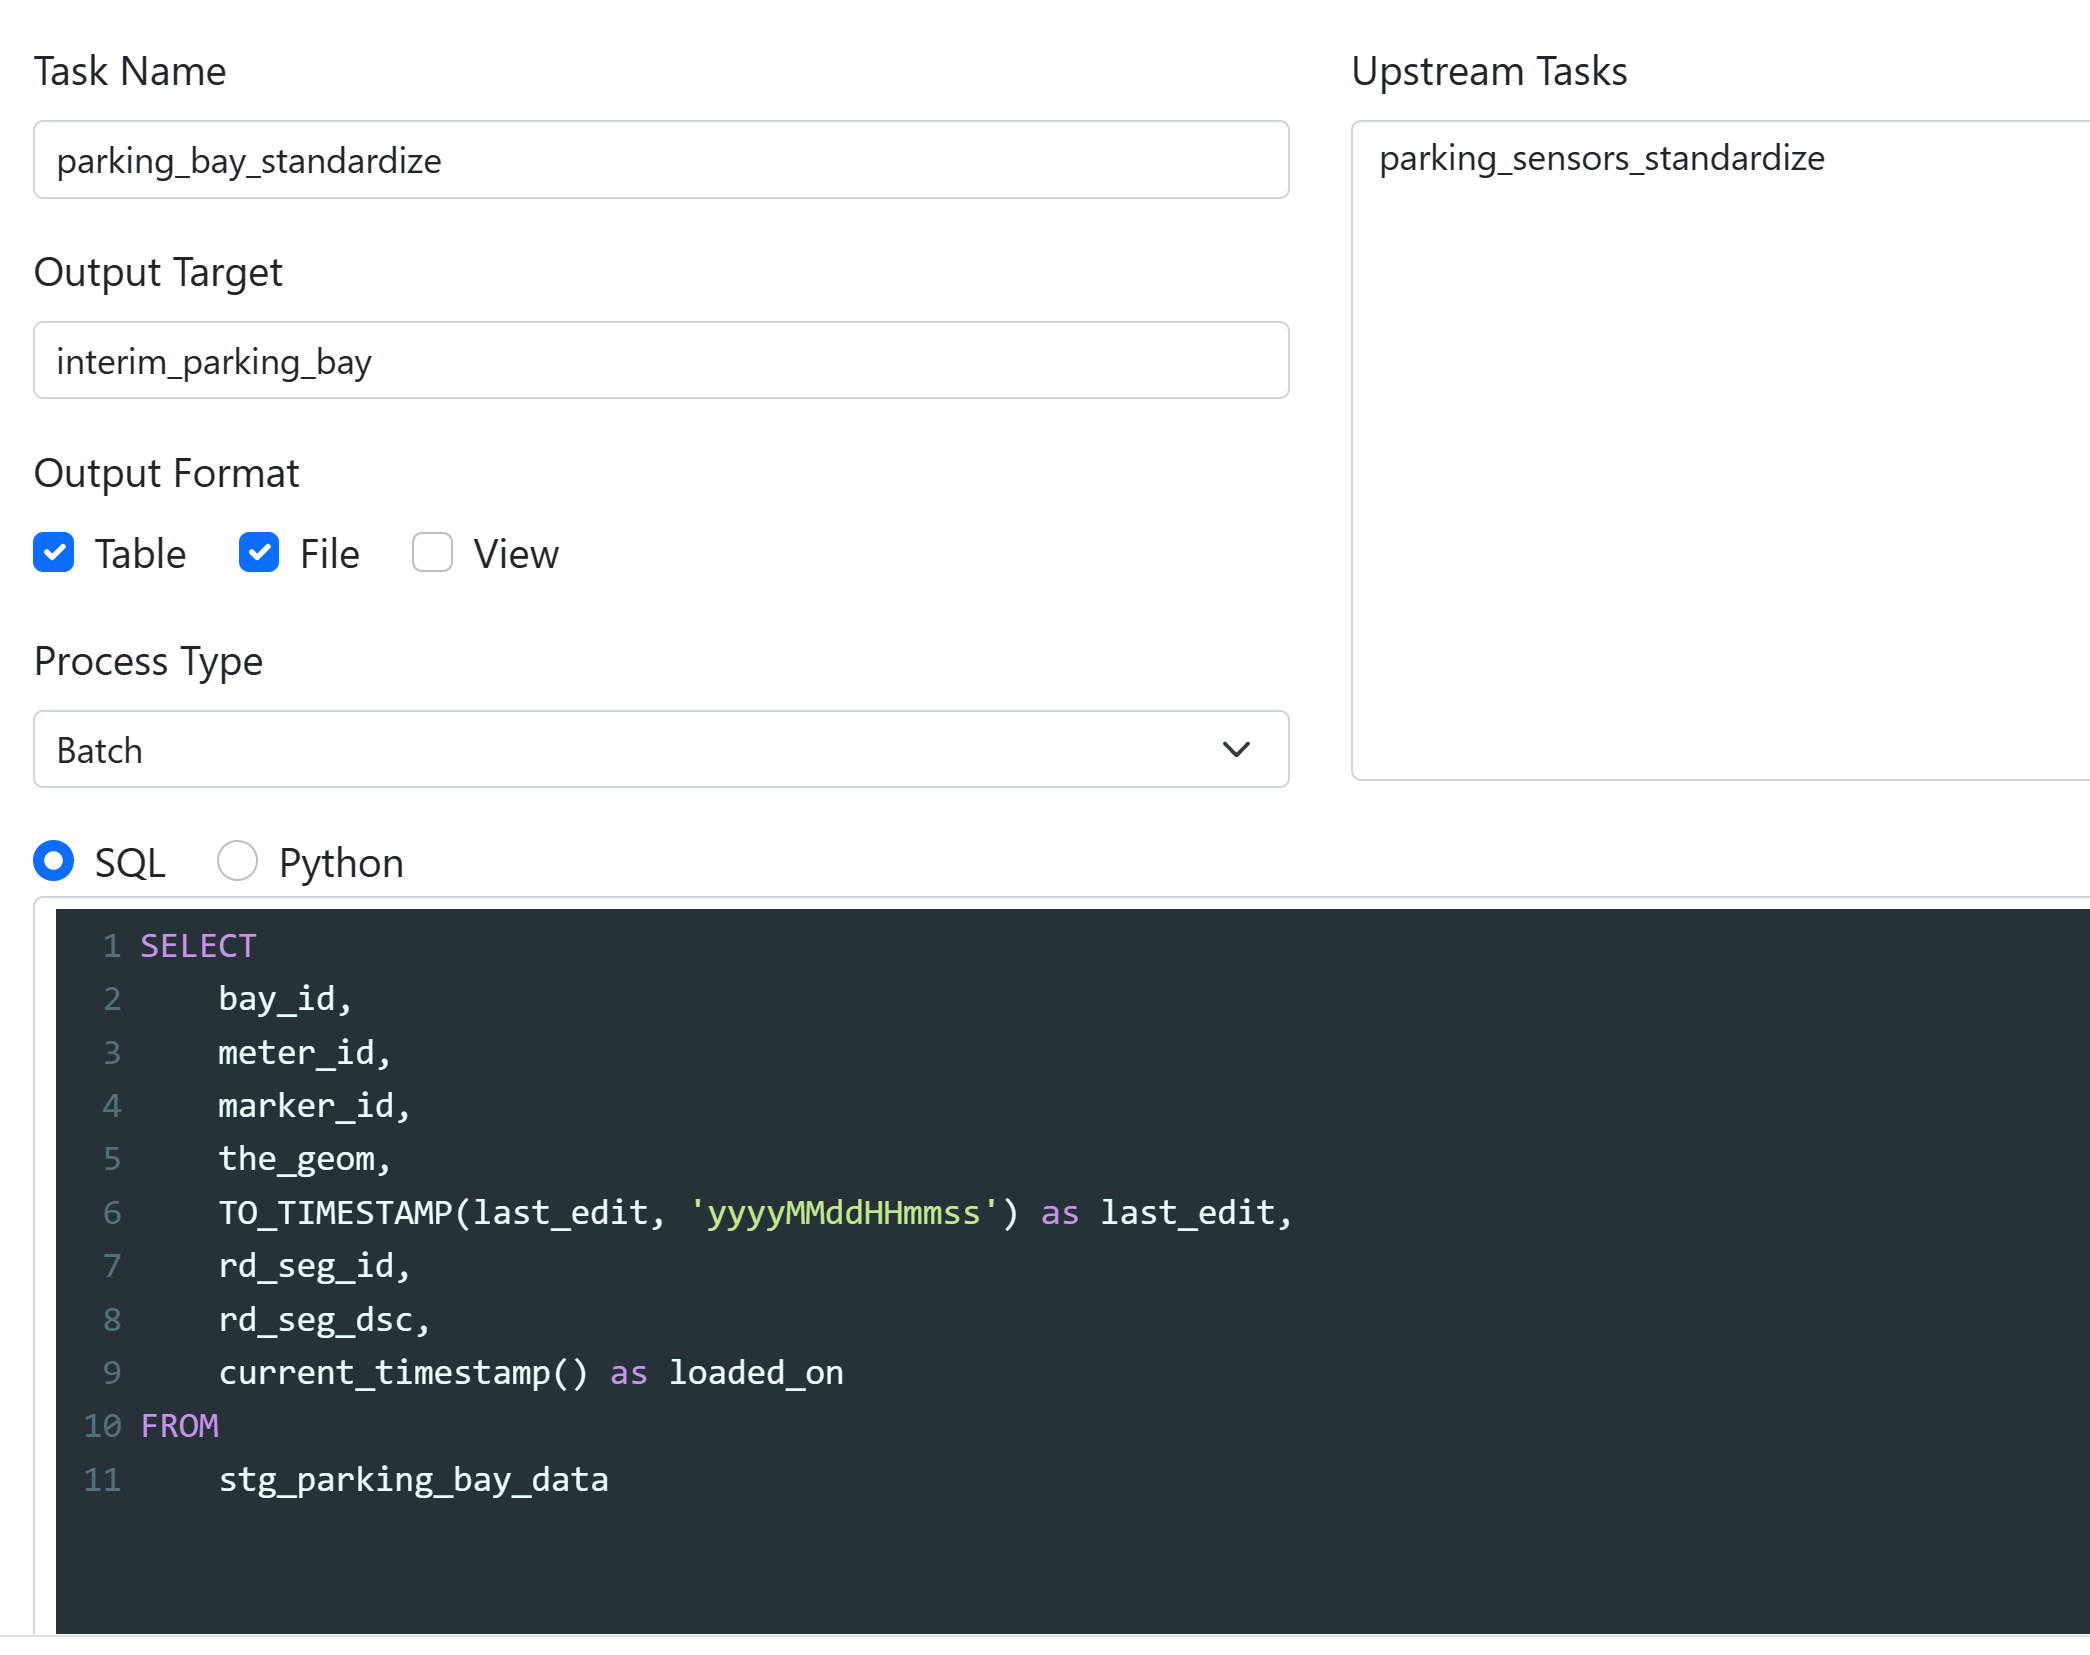 Task Name
parking_bay_standardize
Output Target
interim_parking_bay
Output Format
Table File View
Process Type
Batch
Upstream Tasks
parking_sensors_standardize
SQL Python
1 SELECT
2     bay_id,
3     meter_id,
4     marker_id,
5     the_geom,
6     TO_TIMESTAMP(last_edit, 'yyyyMMddHHmmss') as last_edit,
7     rd_seg_id,
8     rd_seg_dsc,
9     current_timestamp() as loaded_on
10 FROM
11     stg_parking_bay_data